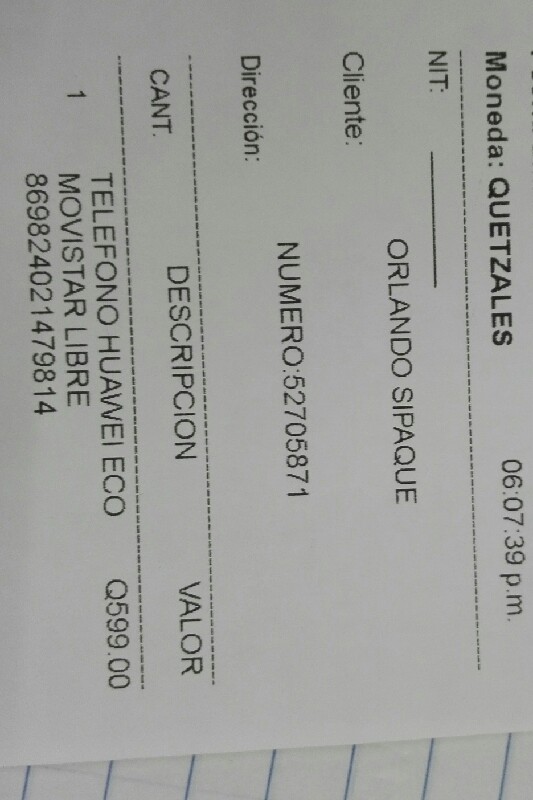 Moneda: QUETZALES 06:07:39 p.m.
NIT:
Cliente: ORLANDO SIPAQUE
Dirección: NUMERO:52705871
CANT. DESCRIPCION VALOR
1 TELEFONO HUAWEI ECO Q599.00
MOVISTAR LIBRE
869824021479814